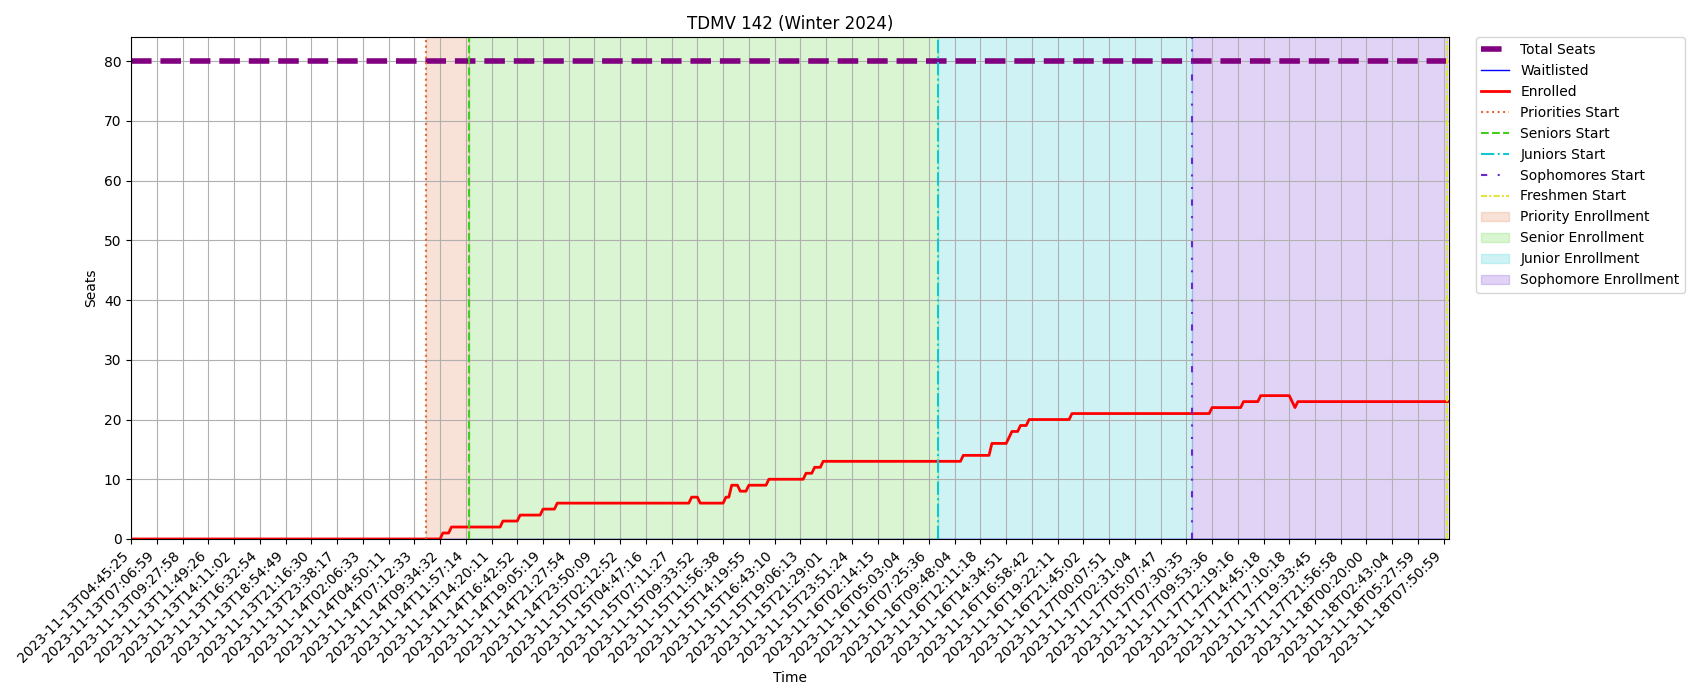 TDMV 142 (Winter 2024)
Total Seats
Waitlisted
Enrolled
Priorities Start
Seniors Start
Juniors Start
Sophomores Start
Freshmen Start
Priority Enrollment
Senior Enrollment
Junior Enrollment
Sophomore Enrollment
Seats
80
70
60
50
40
30
20
10
0
2023-11-13T04:45:25
2023-11-13T07:06:59
2023-11-13T09:27:58
2023-11-13T11:49:26
2023-11-13T14:11:02
2023-11-13T16:32:54
2023-11-13T18:54:49
2023-11-13T21:16:30
2023-11-13T23:38:17
2023-11-14T02:06:33
2023-11-14T04:50:11
2023-11-14T07:12:33
2023-11-14T09:34:32
2023-11-14T11:57:14
2023-11-14T14:20:11
2023-11-14T16:42:52
2023-11-14T19:05:19
2023-11-14T21:27:54
2023-11-14T23:50:09
2023-11-15T02:12:52
2023-11-15T04:47:16
2023-11-15T07:11:27
2023-11-15T09:33:52
2023-11-15T11:56:38
2023-11-15T14:19:55
2023-11-15T16:43:10
2023-11-15T19:06:13
2023-11-15T21:29:01
2023-11-15T23:51:24
2023-11-16T02:14:15
2023-11-16T05:03:04
2023-11-16T07:25:36
2023-11-16T09:48:04
2023-11-16T12:11:18
2023-11-16T14:34:51
2023-11-16T16:58:42
2023-11-16T19:22:11
2023-11-16T21:45:02
2023-11-17T00:07:51
2023-11-17T02:31:04
2023-11-17T05:07:47
2023-11-17T07:30:35
2023-11-17T09:53:36
2023-11-17T12:19:16
2023-11-17T14:45:18
2023-11-17T17:10:18
2023-11-17T19:33:45
2023-11-17T21:56:58
2023-11-18T00:20:00
2023-11-18T02:43:04
2023-11-18T05:27:59
2023-11-18T07:50:59
Time